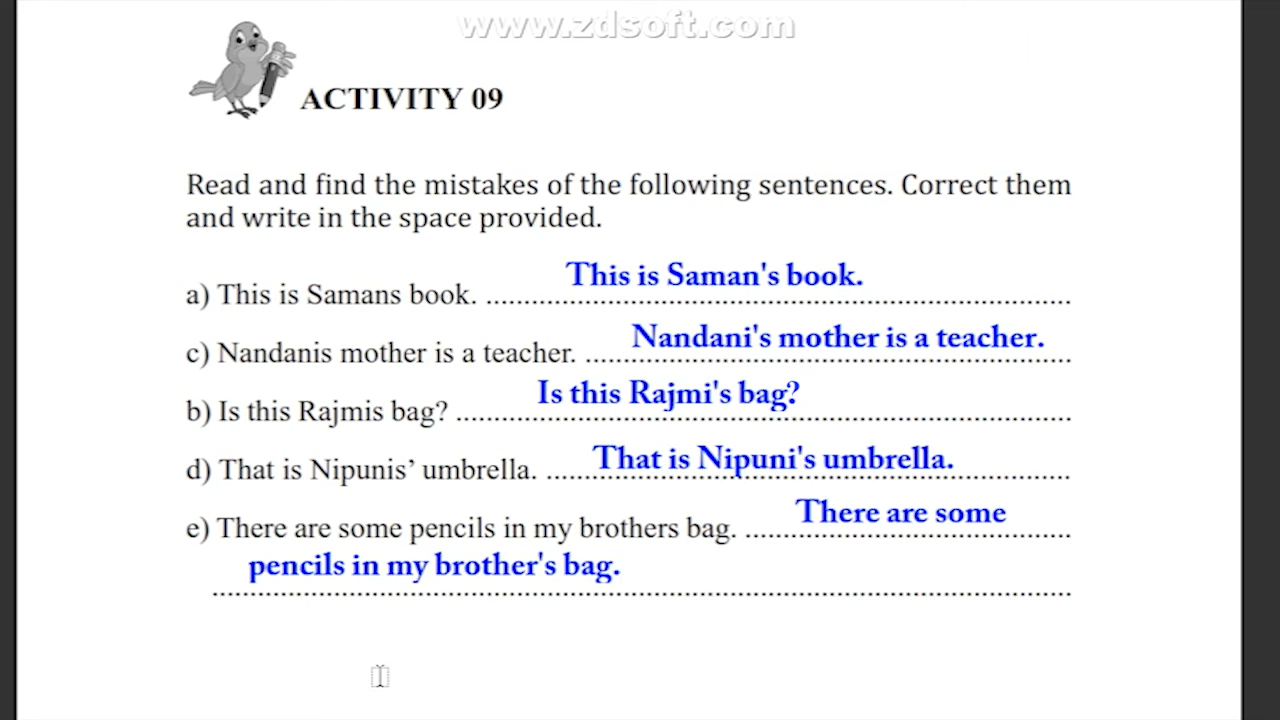 www.zdsoft.com
ACTIVITY 09
Read and find the mistakes of the following sentences. Correct them
and write in the space provided.
a) This is Samans book. ........ This is Saman's book.
c) Nandanis mother is a teacher. ........ Nandani's mother is a teacher.
b) Is this Rajmis bag? ........ Is this Rajmi's bag?
d) That is Nipunis’ umbrella. ........ That is Nipuni's umbrella.
e) There are some pencils in my brothers bag. ........ There are some
pencils in my brother's bag.